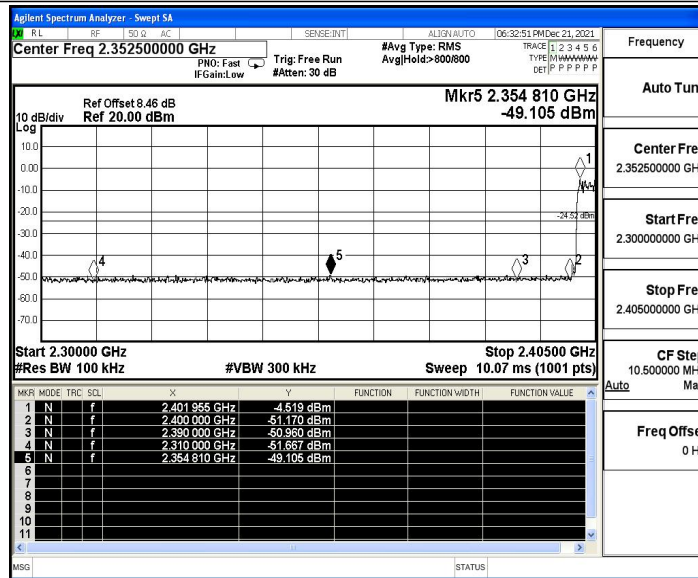 Agilent Spectrum Analyzer - Swept SA
RL RF 50 Ω AC SENSE:INT ALIGN AUTO 06:32:51 PM Dec 21, 2021
Center Freq 2.352500000 GHz
PNO: Fast
IFGain:Low
Trig: Free Run
#Atten: 30 dB
#Avg Type: RMS
Avg|Hold:>800/800
TRACE 1 2 3 4 5 6
TYPE M W W W W W
DET P P P P P P
Ref Offset 8.46 dB
Ref 20.00 dBm
10 dB/div
Log
Mkr5 2.354 810 GHz
-49.105 dBm
10.0
0.00
-10.0
-20.0
-30.0
-40.0
-50.0
-60.0
-70.0
1
-24.52 dBm
4
5
3
2
Start 2.30000 GHz
Stop 2.40500 GHz
#Res BW 100 kHz
#VBW 300 kHz
Sweep 10.07 ms (1001 pts)
MKR MODE TRC SCL X Y FUNCTION FUNCTION WIDTH FUNCTION VALUE
1 N f 2.401 955 GHz -4.519 dBm
2 N f 2.400 000 GHz -51.170 dBm
3 N f 2.390 000 GHz -50.960 dBm
4 N f 2.310 000 GHz -51.667 dBm
5 N f 2.354 810 GHz -49.105 dBm
6
7
8
9
10
11
MSG
STATUS
Frequency
Auto Tun
Center Fre
2.352500000 GH
Start Fre
2.300000000 GH
Stop Fre
2.405000000 GH
CF Ste
10.500000 MH
Auto Ma
Freq Offse
0 H